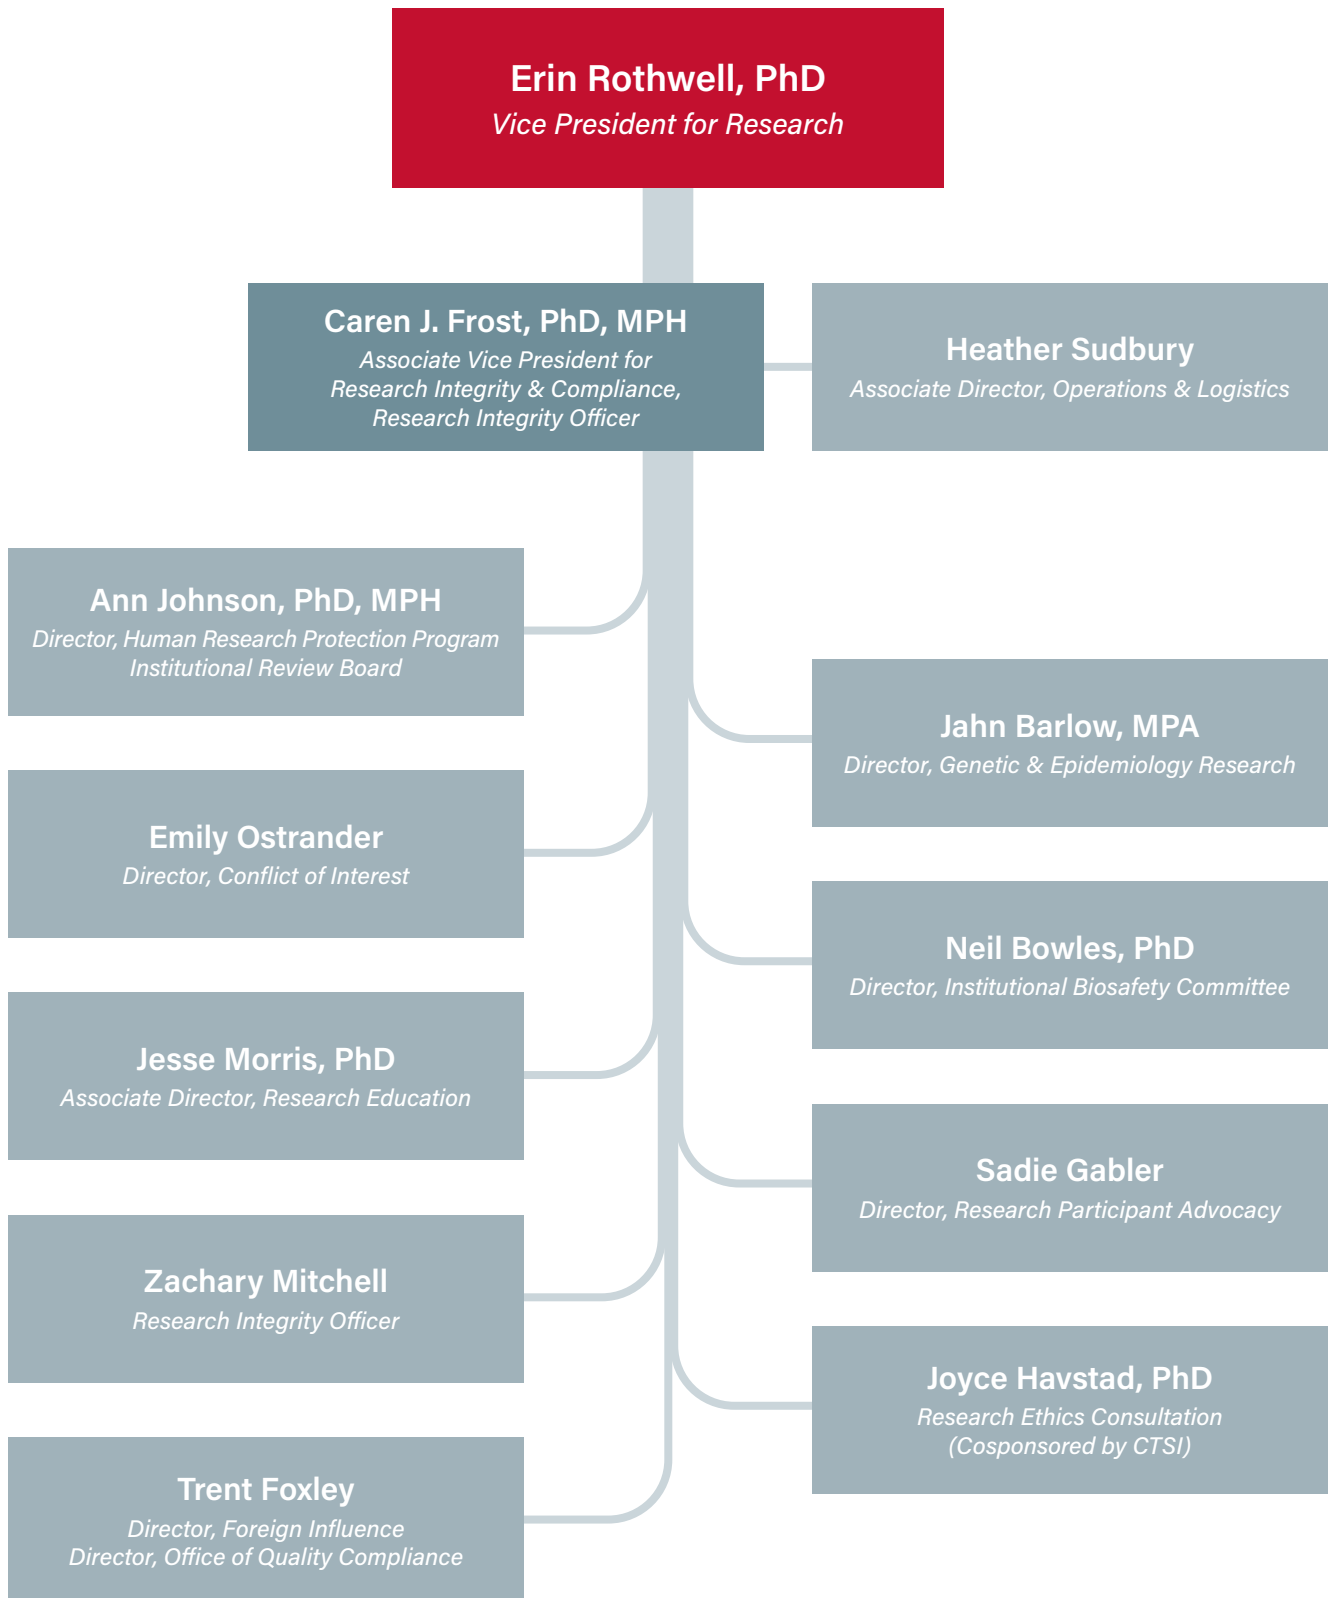 Erin Rothwell, PhD
Vice President for Research
Caren J. Frost, PhD, MPH
Associate Vice President for
Research Integrity & Compliance,
Research Integrity Officer
Heather Sudbury
Associate Director, Operations & Logistics
Ann Johnson, PhD, MPH
Director, Human Research Protection Program
Institutional Review Board
Jahn Barlow, MPA
Director, Genetic & Epidemiology Research
Emily Ostrander
Director, Conflict of Interest
Neil Bowles, PhD
Director, Institutional Biosafety Committee
Jesse Morris, PhD
Associate Director, Research Education
Sadie Gabler
Director, Research Participant Advocacy
Zachary Mitchell
Research Integrity Officer
Joyce Havstad, PhD
Research Ethics Consultation
(Cosponsored by CTSI)
Trent Foxley
Director, Foreign Influence
Director, Office of Quality Compliance